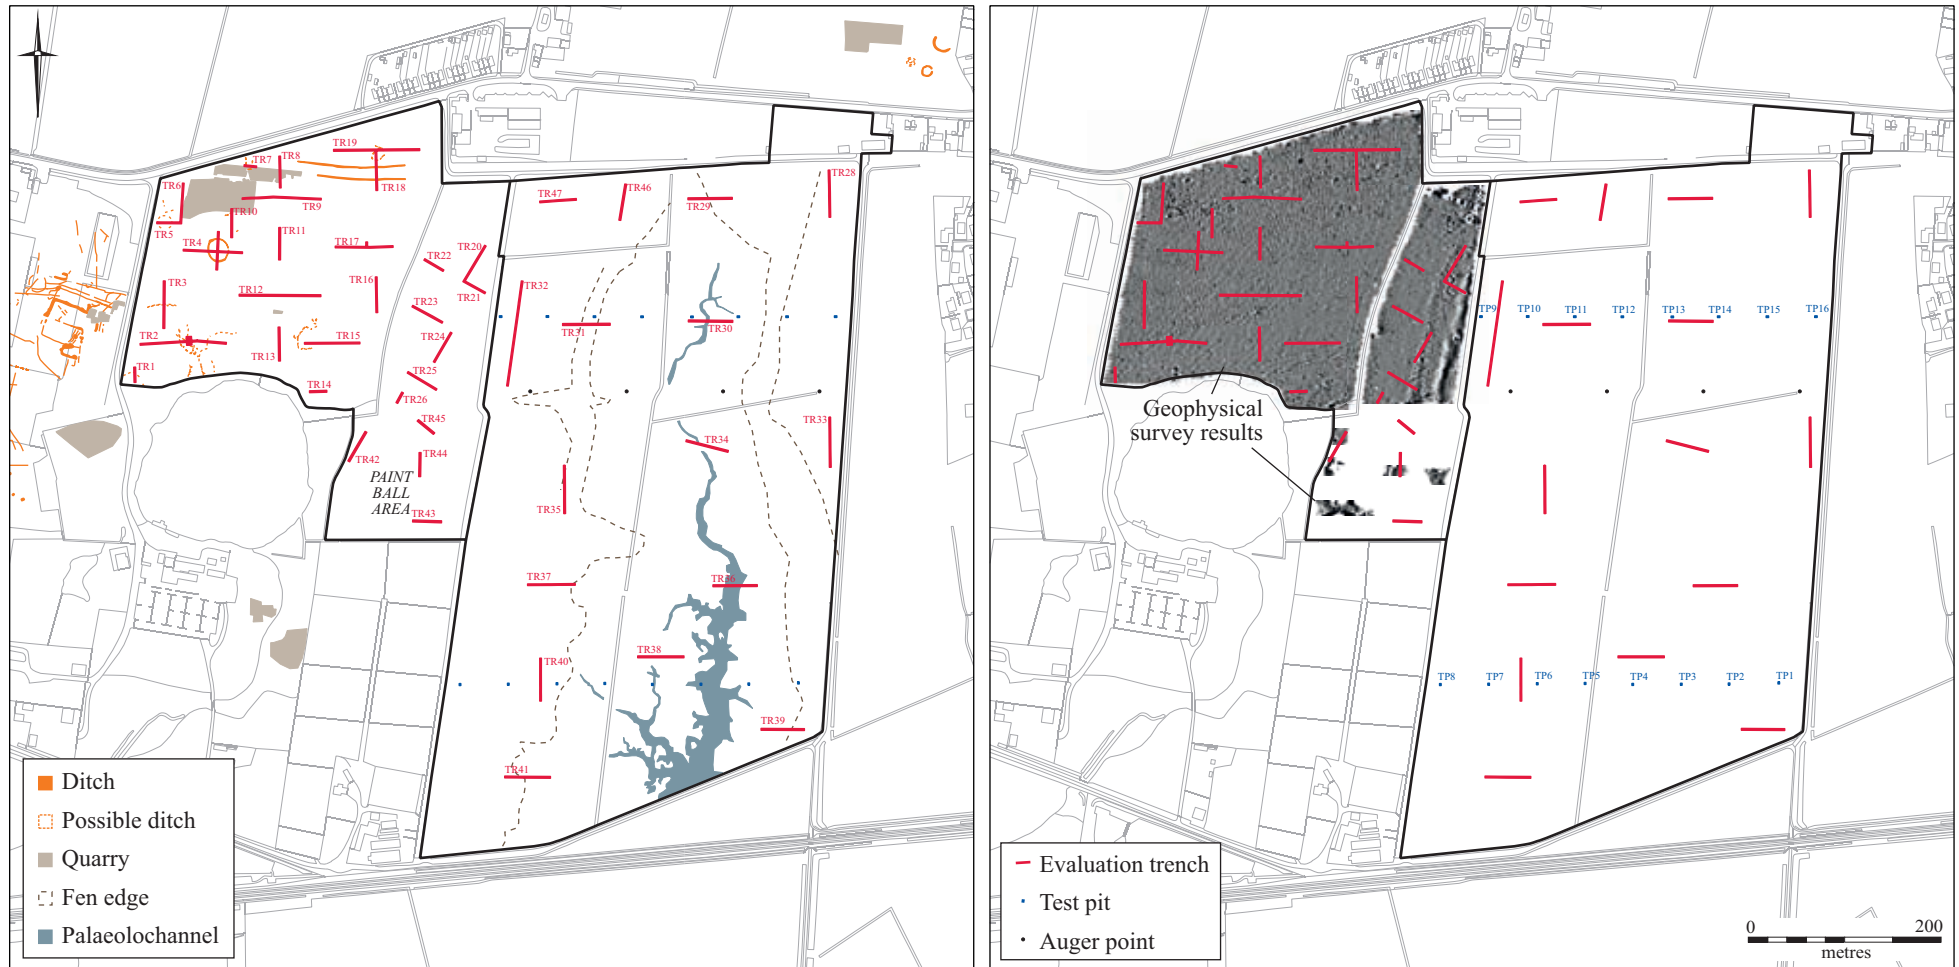 TR19
TR8
TR7
TR18
TR6
TR9
TR10
TR5
TR11
TR4
TR17
TR20
TR22
TR3
TR16
TR21
TR12
TR23
TR2
TR15
TR24
TR13
TR1
TR25
TR14
TR26
TR45
TR42
TR44
PAINT
BALL
AREA
TR43
TR47
TR46
TR29
TR28
TR32
TR31
TR30
TR33
TR34
TR35
TR37
TR36
TR38
TR40
TR39
TR41
Ditch
Possible ditch
Quarry
Fen edge
Palaeolochannel
Geophysical
survey results
TP9
TP10
TP11
TP12
TP13
TP14
TP15
TP16
TP8
TP7
TP6
TP5
TP4
TP3
TP2
TP1
Evaluation trench
Test pit
Auger point
0
200
metres